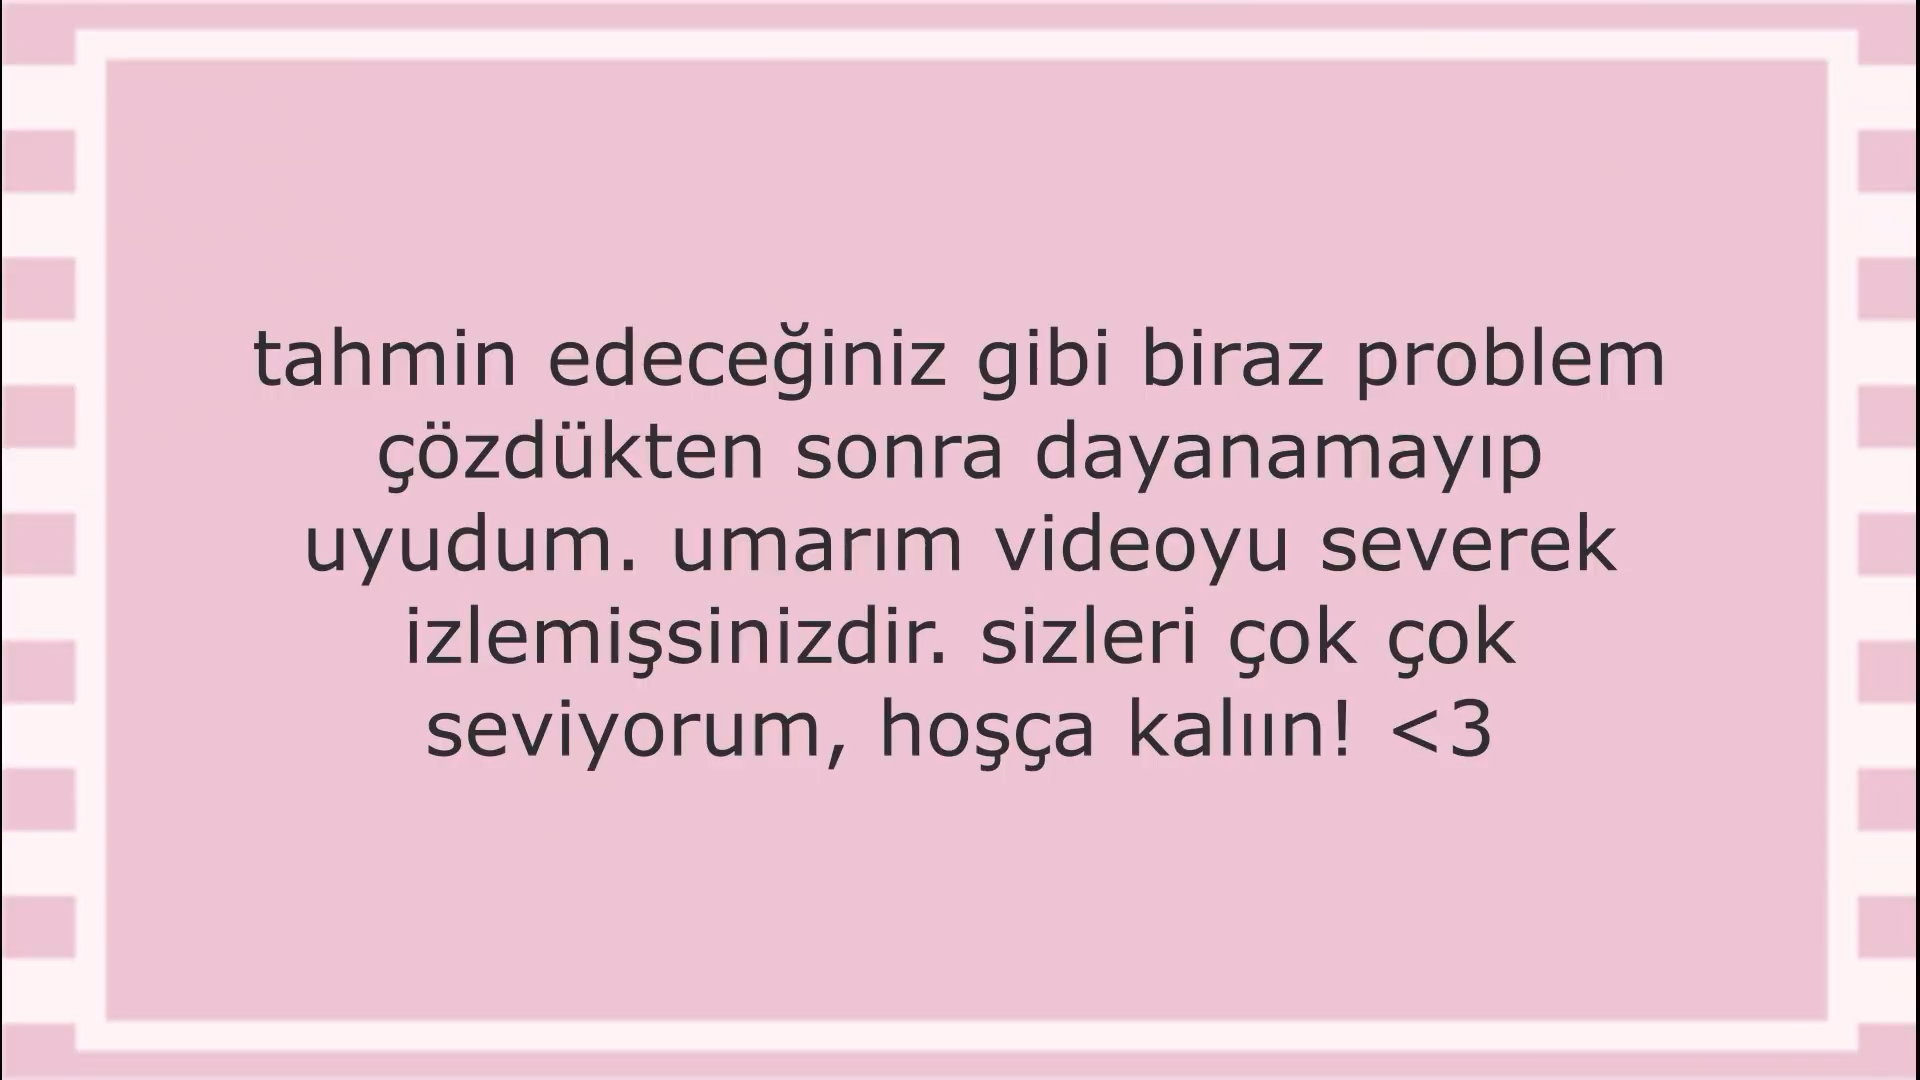 tahmin edeceğiniz gibi biraz problem
çözdükten sonra dayanamayıp
uyudum. umarım videoyu severek
izlemişsinizdir. sizleri çok çok
seviyorum, hoşça kalıın! <3